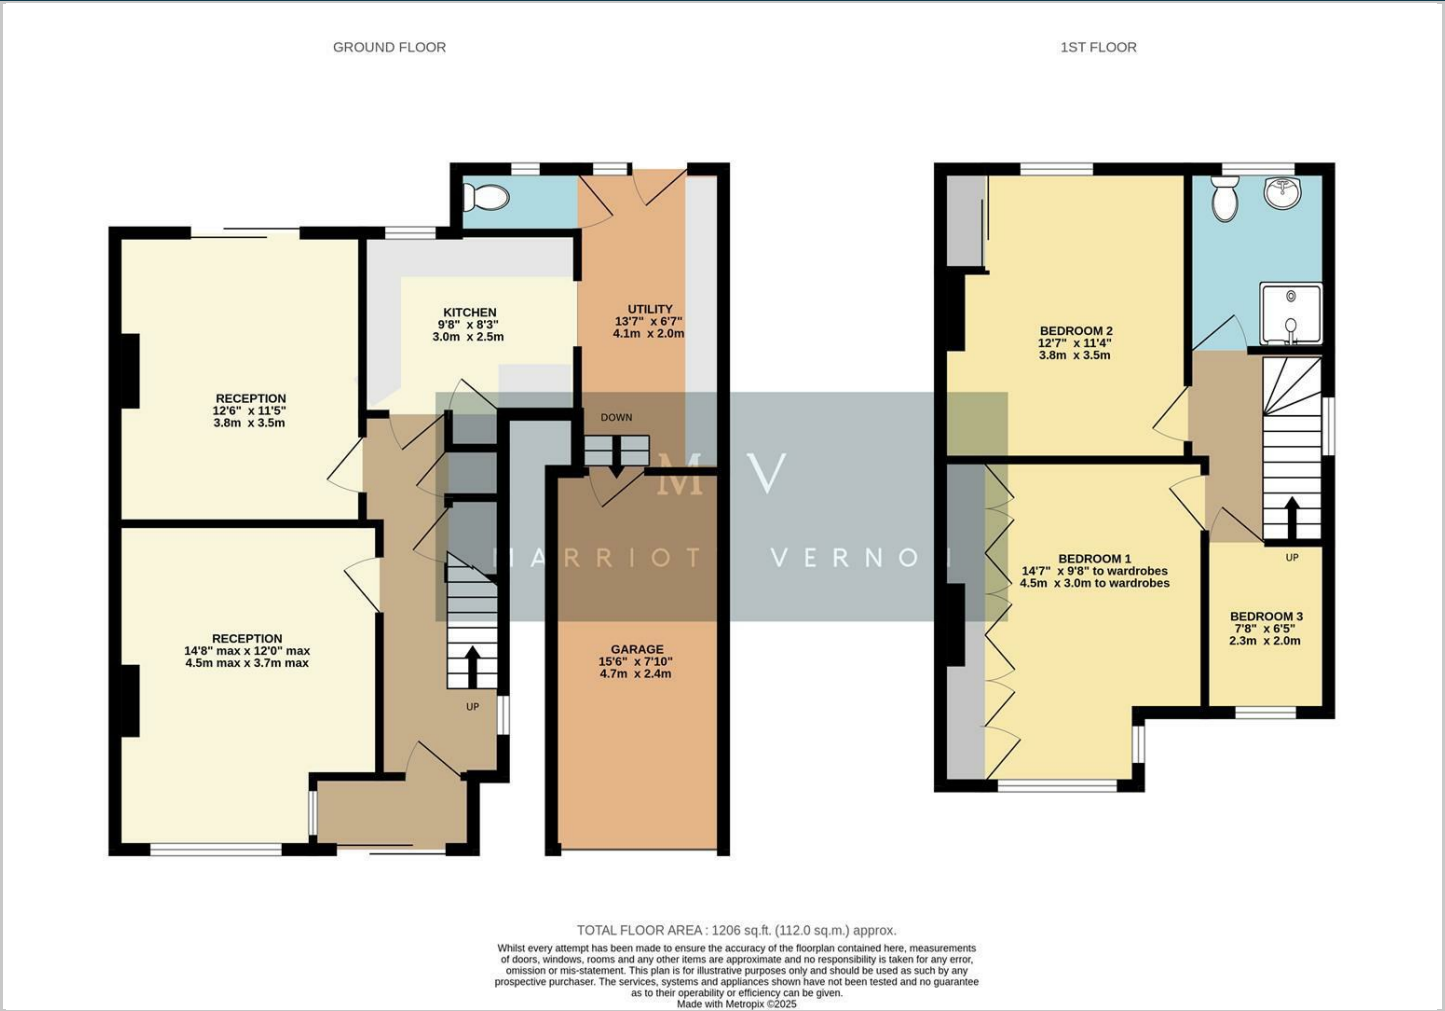 GROUND FLOOR
1ST FLOOR
KITCHEN
9'8" x 8'3"
3.0m x 2.5m
UTILITY
13'7" x 6'7"
4.1m x 2.0m
RECEPTION
12'6" x 11'5"
3.8m x 3.5m
DOWN
RECEPTION
14'8" max x 12'0" max
4.5m max x 3.7m max
UP
GARAGE
15'6" x 7'10"
4.7m x 2.4m
M V
HARRIOT VERNON
BEDROOM 2
12'7" x 11'4"
3.8m x 3.5m
BEDROOM 1
14'7" x 9'8" to wardrobes
4.5m x 3.0m to wardrobes
UP
BEDROOM 3
7'8" x 6'5"
2.3m x 2.0m
TOTAL FLOOR AREA : 1206 sq.ft. (112.0 sq.m.) approx.
Whilst every attempt has been made to ensure the accuracy of the floorplan contained here, measurements
of doors, windows, rooms and any other items are approximate and no responsibility is taken for any error,
omission or mis-statement. This plan is for illustrative purposes only and should be used as such by any
prospective purchaser. The services, systems and appliances shown have not been tested and no guarantee
as to their operability or efficiency can be given.
Made with Metropix ©2025